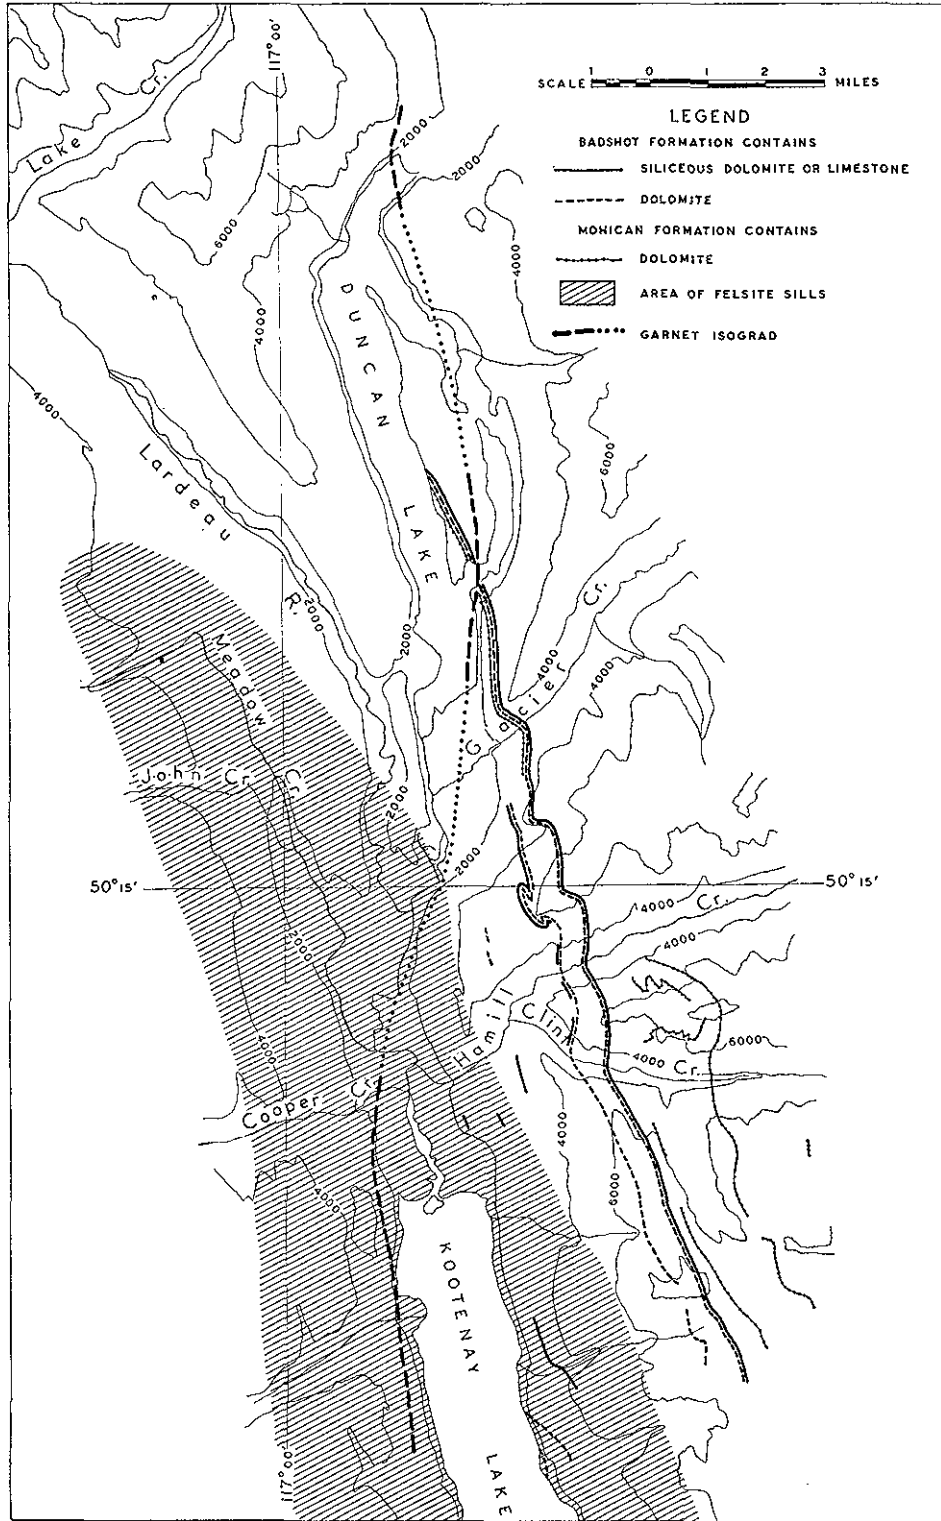 SCALE 1 0 1 2 3 MILES
LEGEND
BADSHOT FORMATION CONTAINS
SILICEOUS DOLOMITE OR LIMESTONE
DOLOMITE
MOHICAN FORMATION CONTAINS
DOLOMITE
AREA OF FELSITE SILLS
GARNET ISOGRAD
117°00'
Lake Cr.
2000
2000
6000
4000
4000
DUNCAN LAKE
4000
6000
Lardeau R.
2000
2000
Glacier Cr.
4000
4000
Meadow Cr.
John Cr.
2000
2000
50°15'
50°15'
4000
Hamill Cr.
4000
2000
4000
Clint Cr.
6000
4000
Cooper Cr.
4000
6000
4000
KOOTENAY LAKE
117°00'